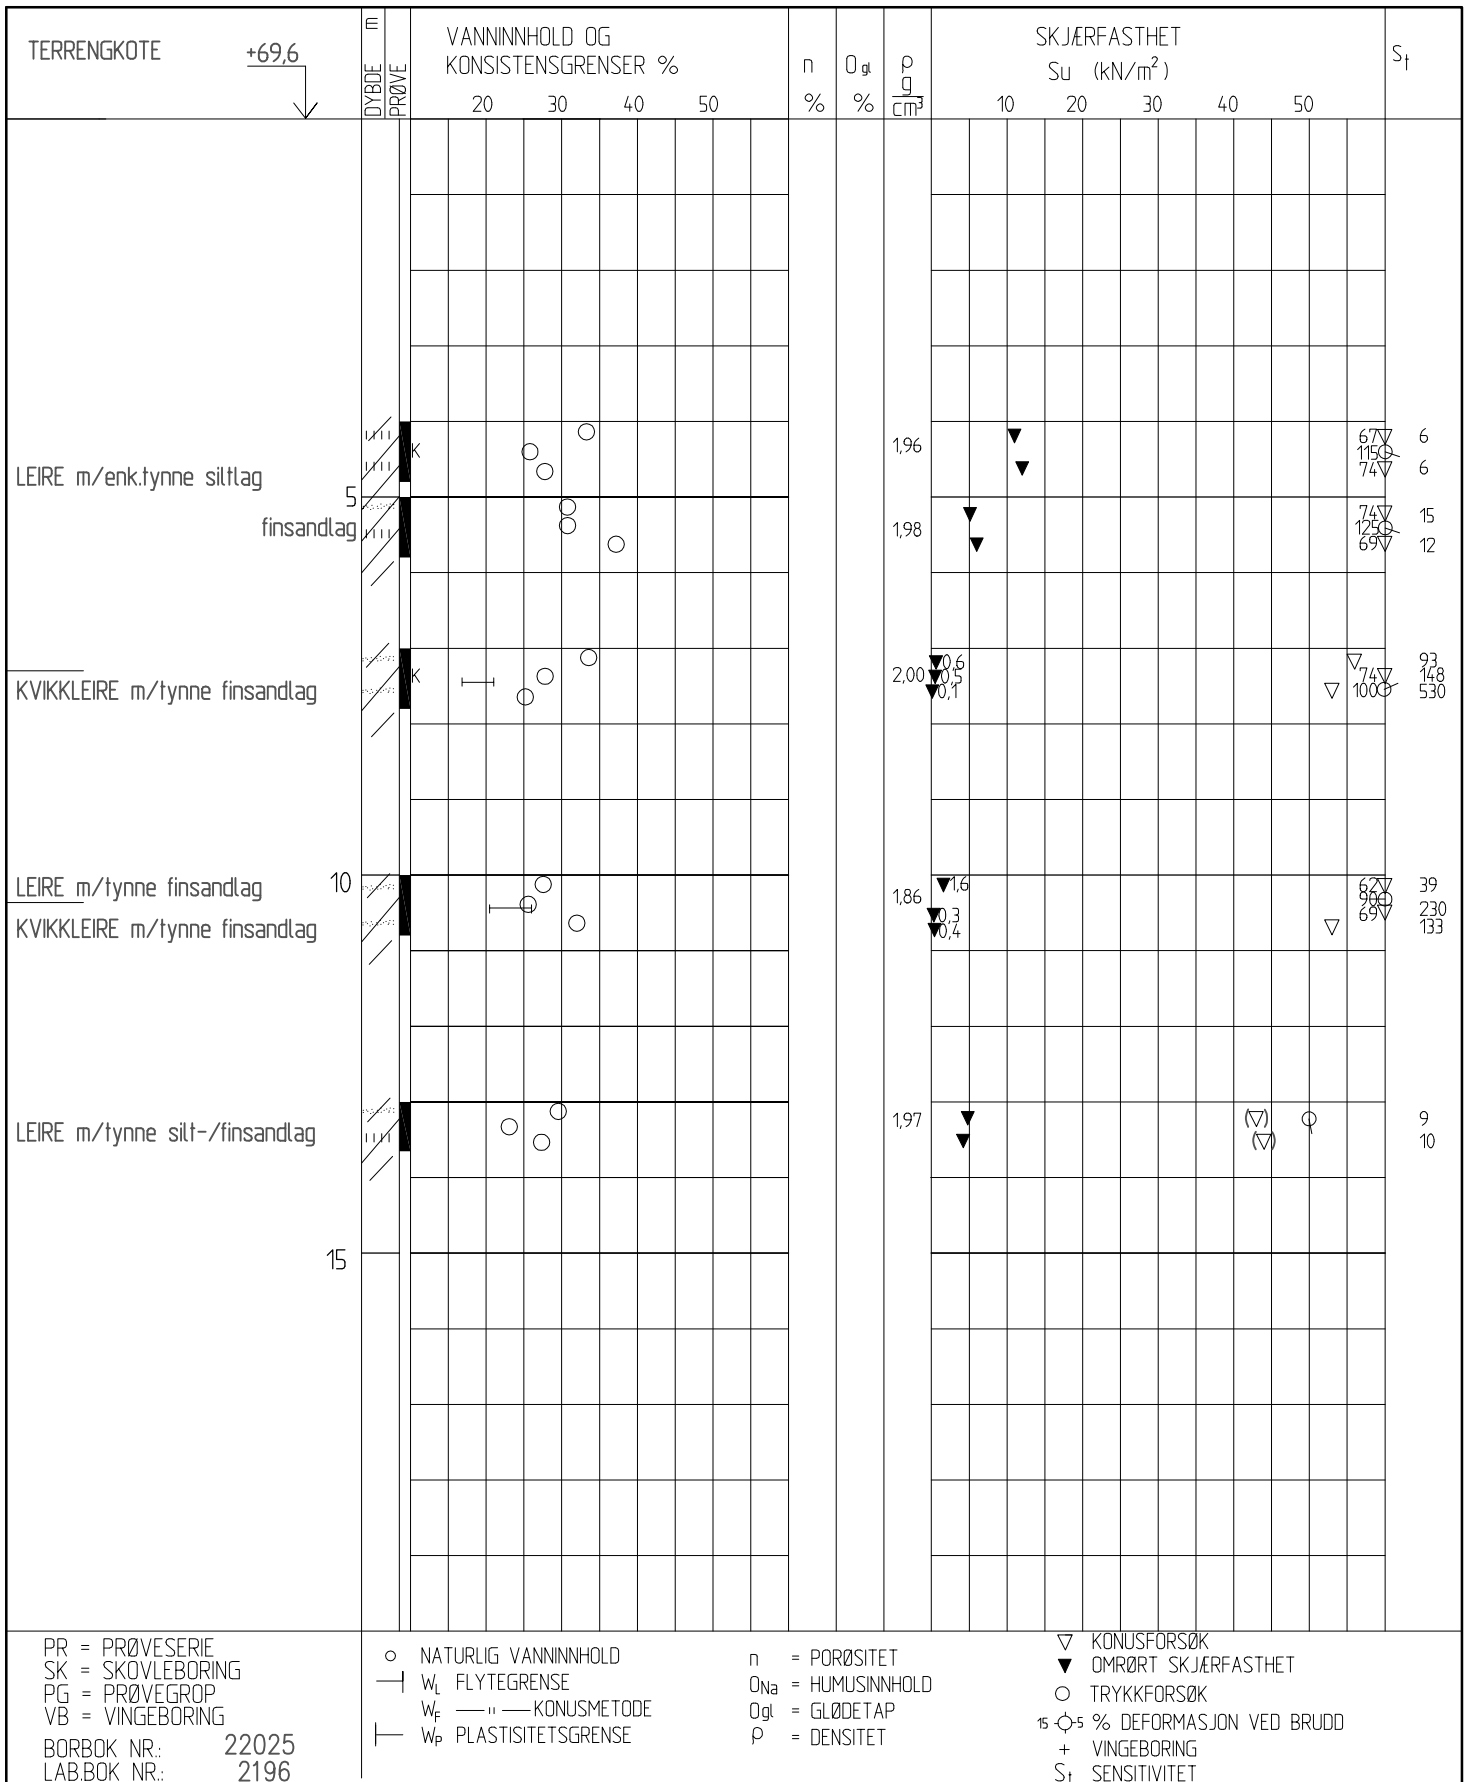 TERRENGKOTE +69,6
m
DYBDE
PRØVE
VANNINNHOLD OG
KONSISTENSGRENSER %
20 30 40 50
n
%
O gl
%
ρ
g
cm³
SKJÆRFASTHET
Su (kN/m²)
10 20 30 40 50
St
K 1,96 67 6
115
LEIRE m/enk.tynne siltlag 74 6
5
finsandlag 1,98 74 15
125
69 12
0,6 93
K 2,00 0,5 74 148
KVIKKLEIRE m/tynne finsandlag 0,1 100 530
LEIRE m/tynne finsandlag 10 1,6 62 39
1,86 90
0,3 69 230
KVIKKLEIRE m/tynne finsandlag 0,4 133
1,97 ( ) 9
LEIRE m/tynne silt-/finsandlag ( ) 10
15
PR = PRØVESERIE
SK = SKOVLEBORING
PG = PRØVEGROP
VB = VINGEBORING
BORBOK NR.: 22025
LAB.BOK NR.: 2196
NATURLIG VANNINNHOLD
WL FLYTEGRENSE
WF — " — KONUSMETODE
WP PLASTISITETSGRENSE
n = PORØSITET
ONa = HUMUSINNHOLD
Ogl = GLØDETAP
ρ = DENSITET
KONUSFORSØK
OMRØRT SKJÆRFASTHET
TRYKKFORSØK
15 5 % DEFORMASJON VED BRUDD
+ VINGEBORING
St SENSITIVITET